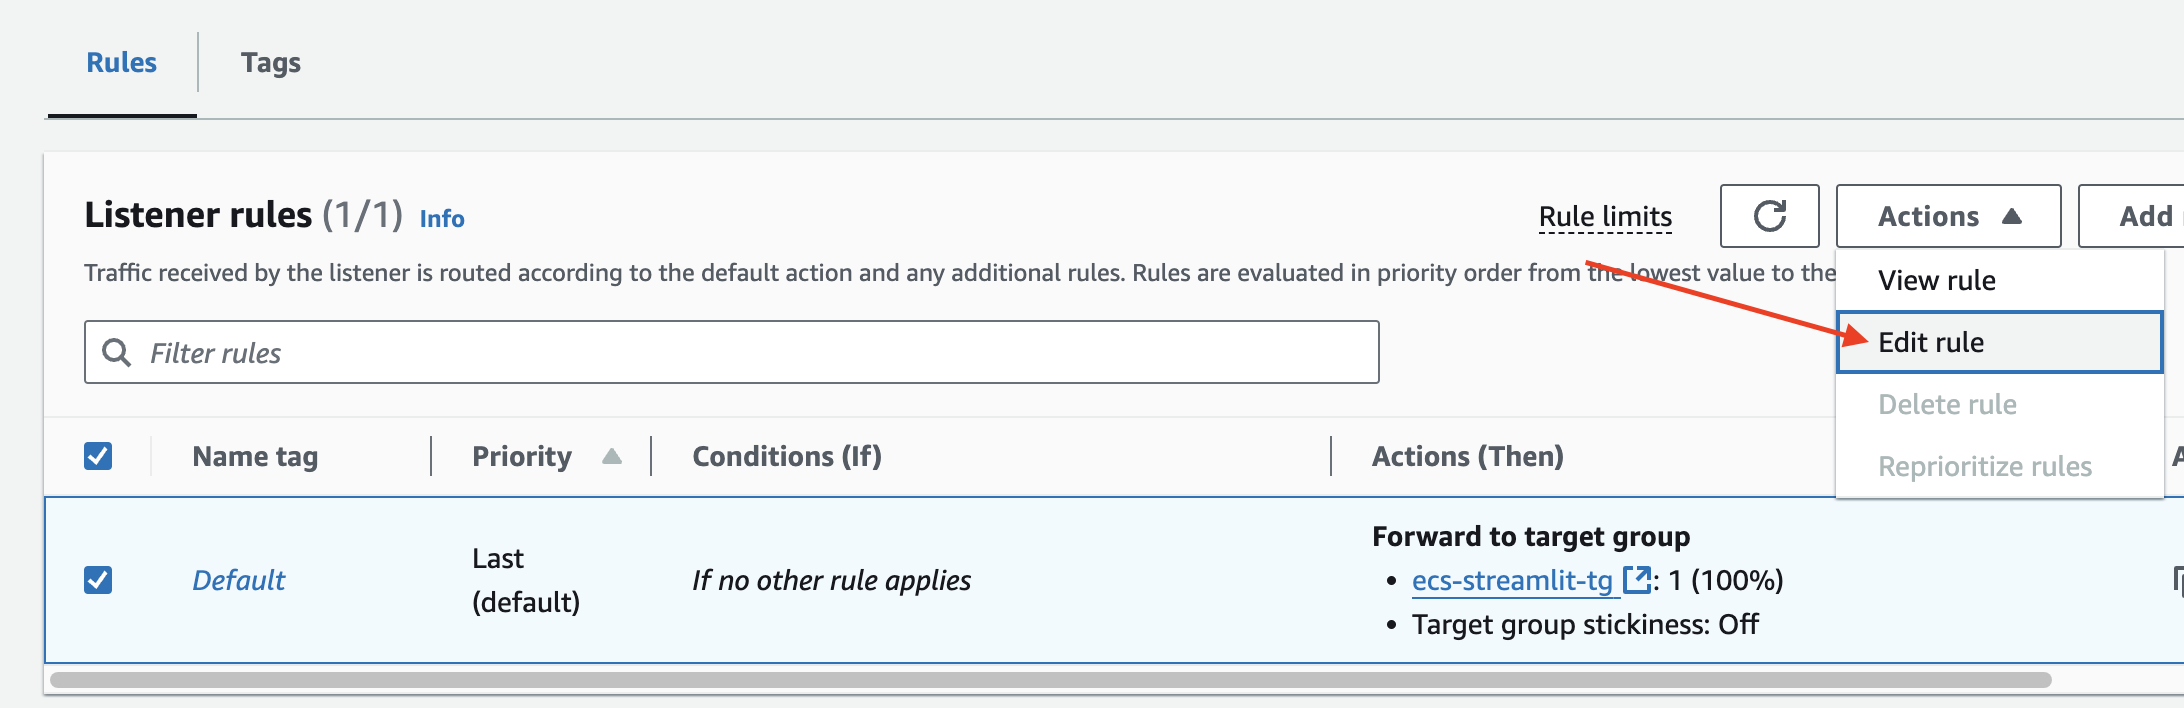 Rules
Tags
Listener rules (1/1) Info
Rule limits
Actions
Add
Traffic received by the listener is routed according to the default action and any additional rules. Rules are evaluated in priority order from the lowest value to the
View rule
Edit rule
Delete rule
Reprioritize rules
Filter rules
Name tag
Priority
Conditions (If)
Actions (Then)
Default
Last
(default)
If no other rule applies
Forward to target group
• ecs-streamlit-tg : 1 (100%)
• Target group stickiness: Off